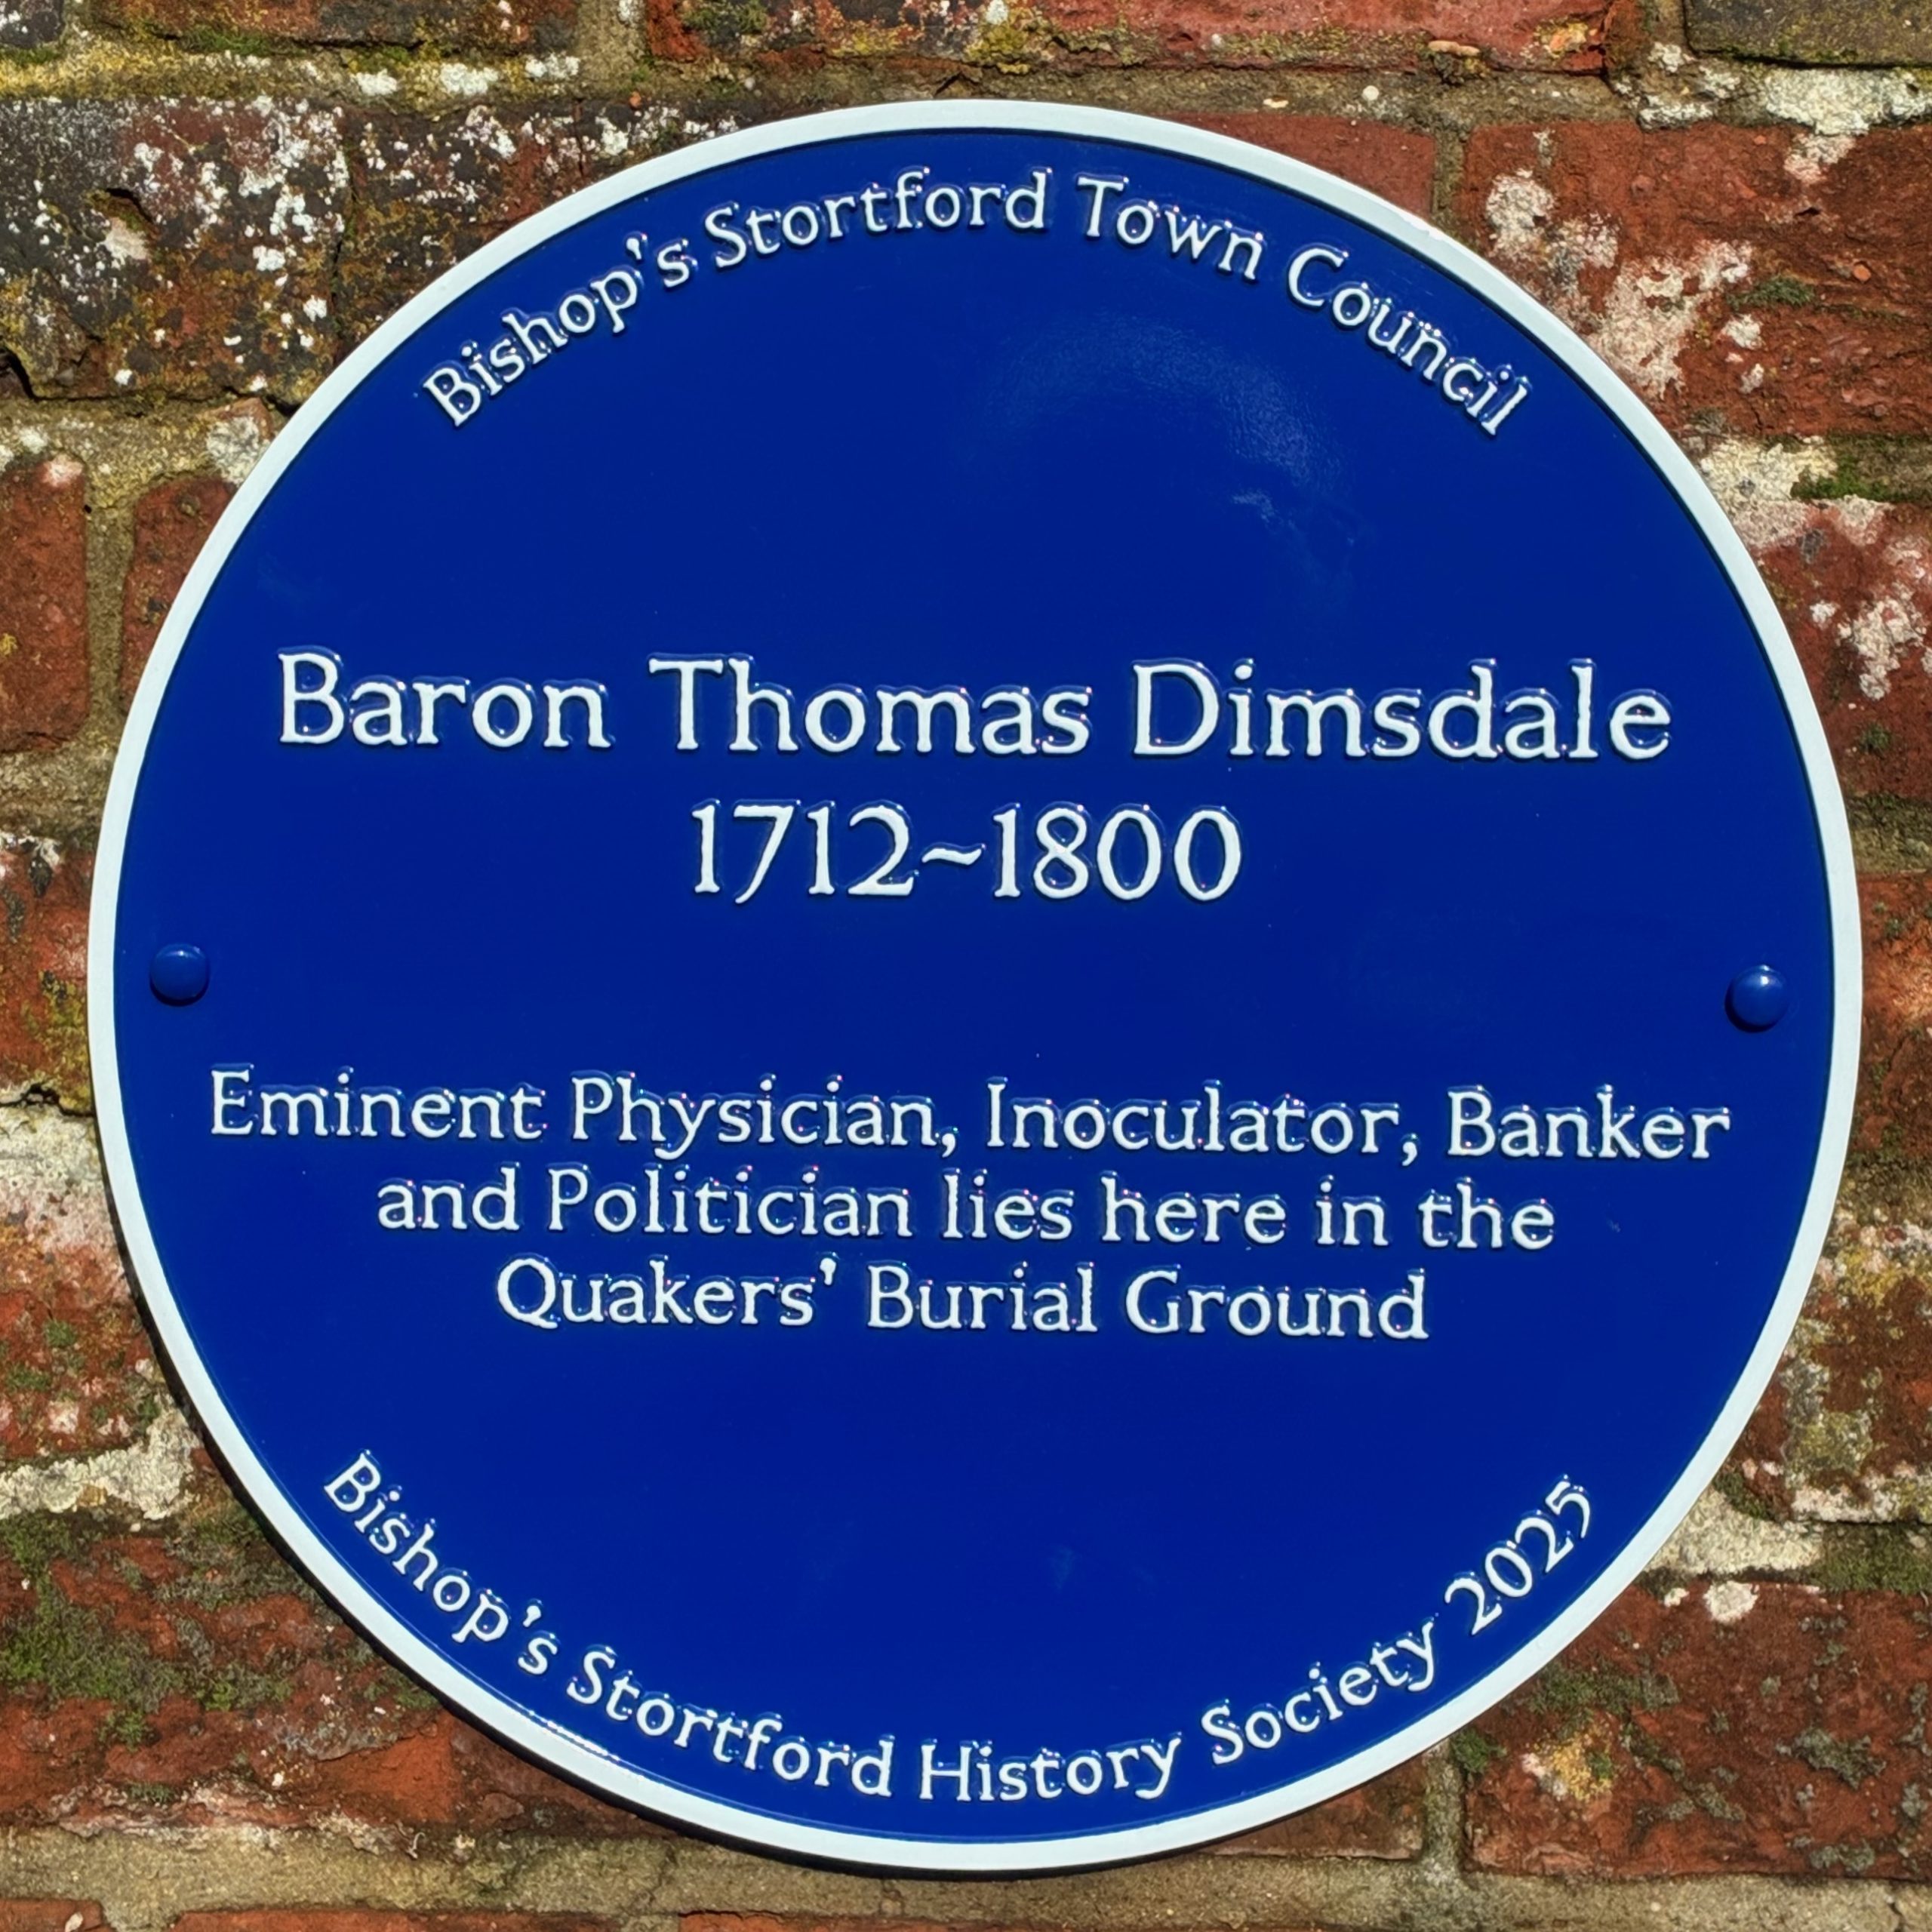 Bishop's Stortford Town Council
Baron Thomas Dimsdale
1712~1800
Eminent Physician, Inoculator, Banker
and Politician lies here in the
Quakers' Burial Ground
Bishop's Stortford History Society 2025